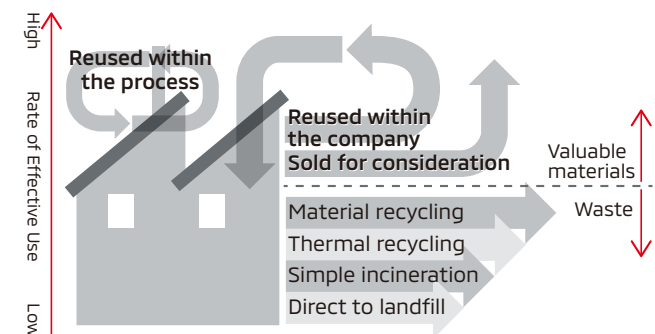 High
Rate of Effective Use
Low
Reused within
the process
Reused within
the company
Sold for consideration
Valuable
materials
Waste
Material recycling
Thermal recycling
Simple incineration
Direct to landfill